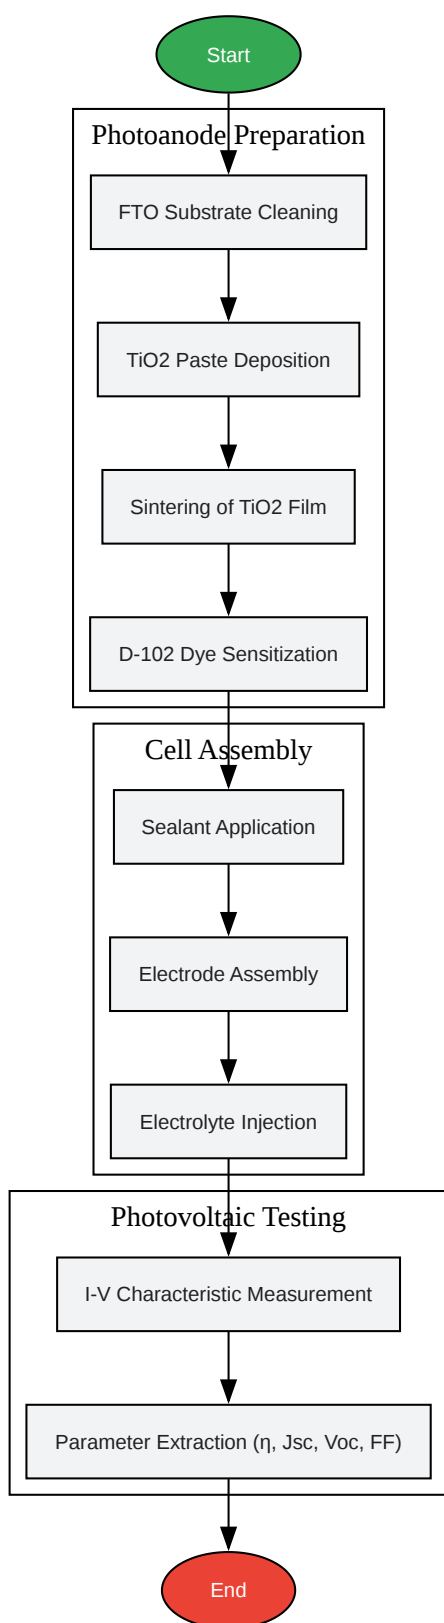 Start
Photoanode Preparation
FTO Substrate Cleaning
TiO2 Paste Deposition
Sintering of TiO2 Film
D-102 Dye Sensitization
Cell Assembly
Sealant Application
Electrode Assembly
Electrolyte Injection
Photovoltaic Testing
I-V Characteristic Measurement
Parameter Extraction (η, Jsc, Voc, FF)
End